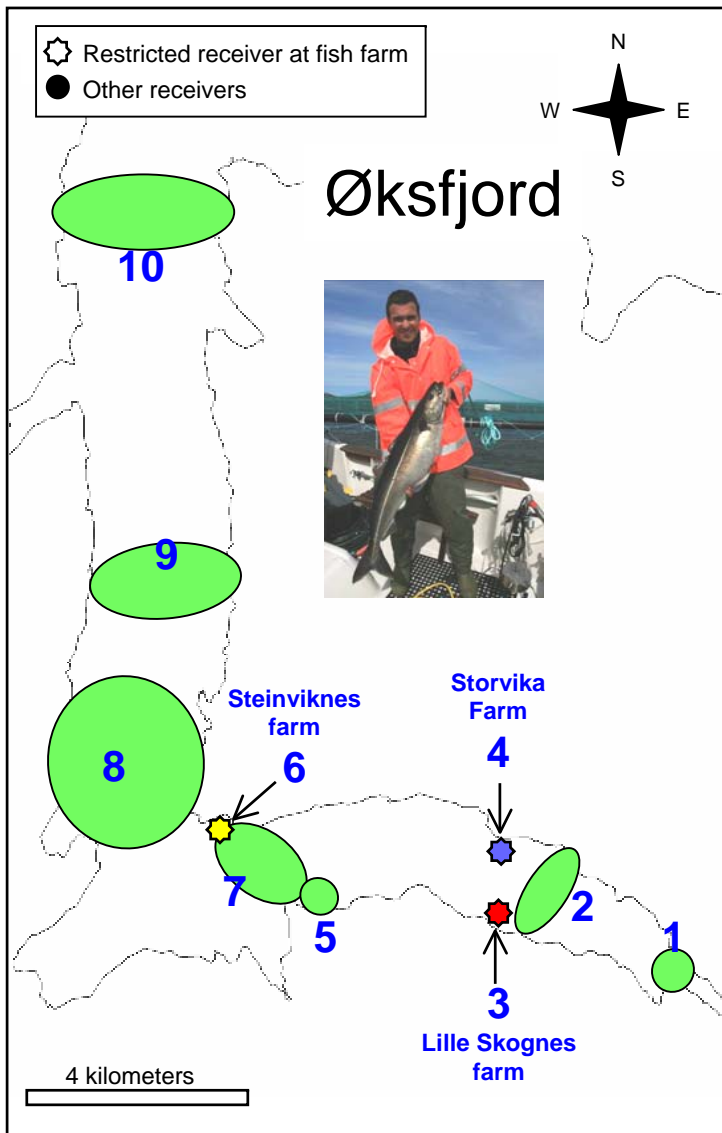 Restricted receiver at fish farm
Other receivers
N
W
E
S
Øksfjord
10
9
Steinviknes
farm
6
Storvika
Farm
4
8
7
5
2
1
3
Lille Skognes
farm
4 kilometers